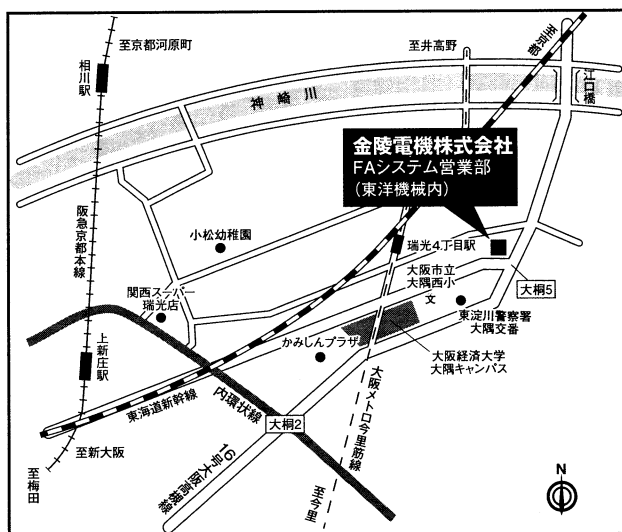 至京都河原町
相川駅
至井高野
至京都
江口橋
神崎川
金陵電機株式会社
FAシステム営業部
(東洋機械内)
阪急京都本線
小松幼稚園
瑞光4丁目駅
大阪市立
大隅西小
文
大桐5
関西スーパー
瑞光店
東淀川警察署
大隅交番
上新庄駅
かみしんプラザ
大阪経済大学
大隅キャンパス
東海道新幹線
内環状線
大桐2
大阪メトロ今里筋線
至新大阪
至梅田
16号大阪高槻線
至今里
N